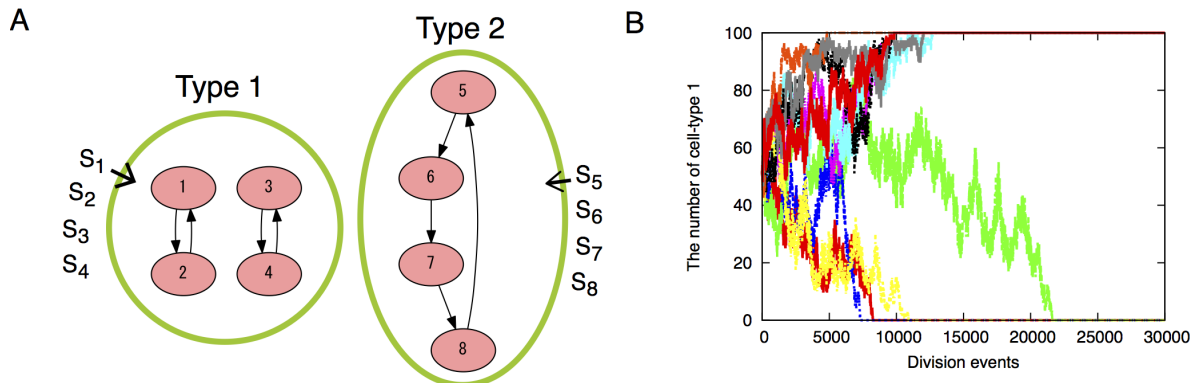 A
Type 1
Type 2
S1
S2
S3
S4
1
3
2
4
5
6
7
8
S5
S6
S7
S8
B
The number of cell-type 1
100
80
60
40
20
0
0 5000 10000 15000 20000 25000 30000
Division events